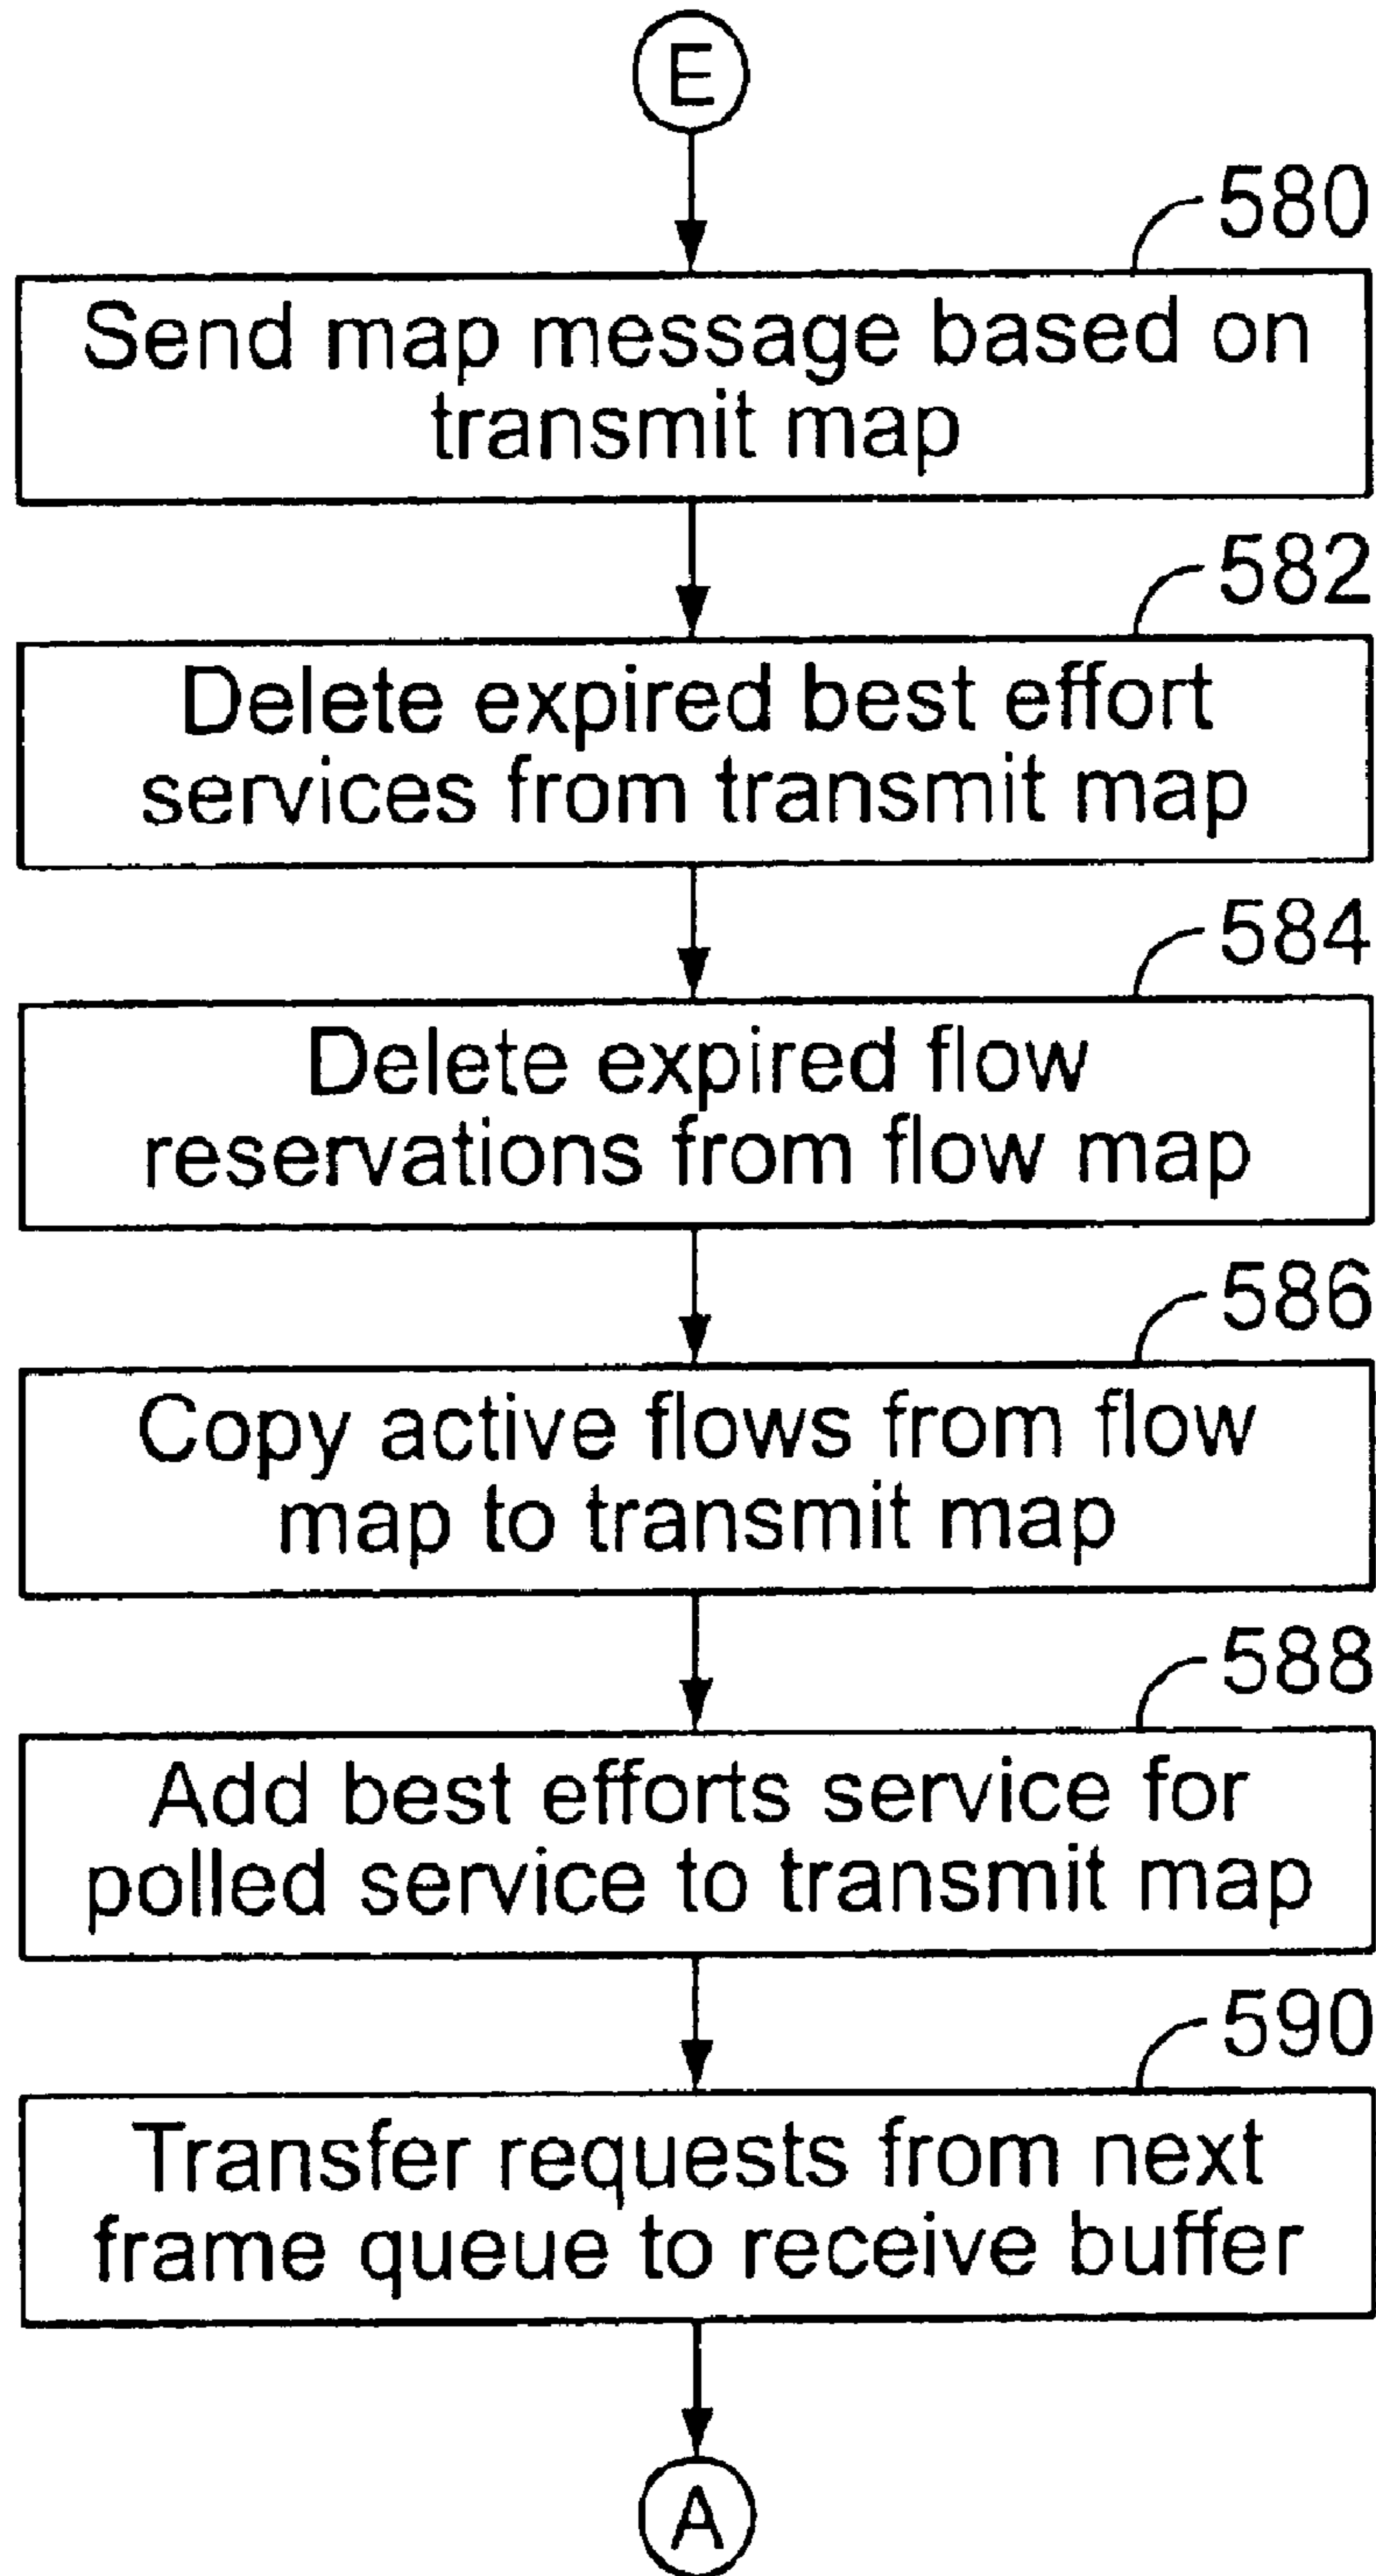 E
580
Send map message based on
transmit map
582
Delete expired best effort
services from transmit map
584
Delete expired flow
reservations from flow map
586
Copy active flows from flow
map to transmit map
588
Add best efforts service for
polled service to transmit map
590
Transfer requests from next
frame queue to receive buffer
A